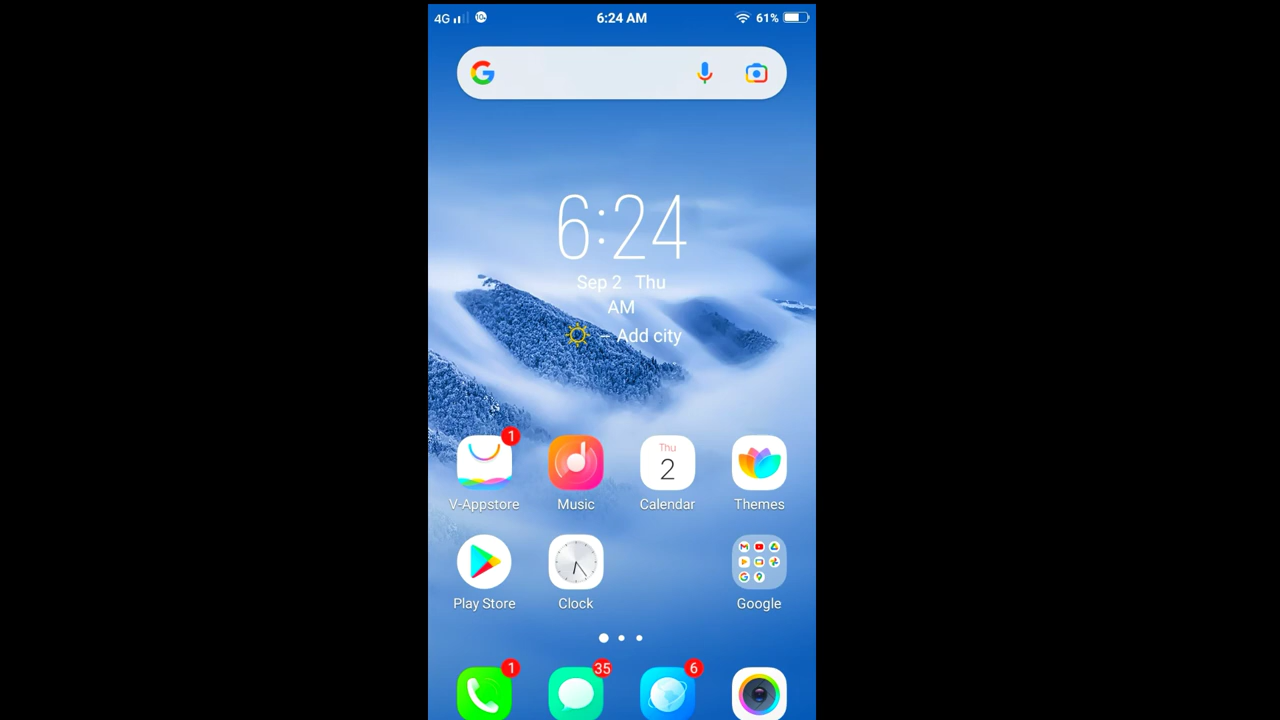 4G 6:24 AM 61%
6:24
Sep 2 Thu
AM
– Add city
1
V-Appstore Music Thu 2 Calendar Themes
Play Store Clock Google
1 35 6